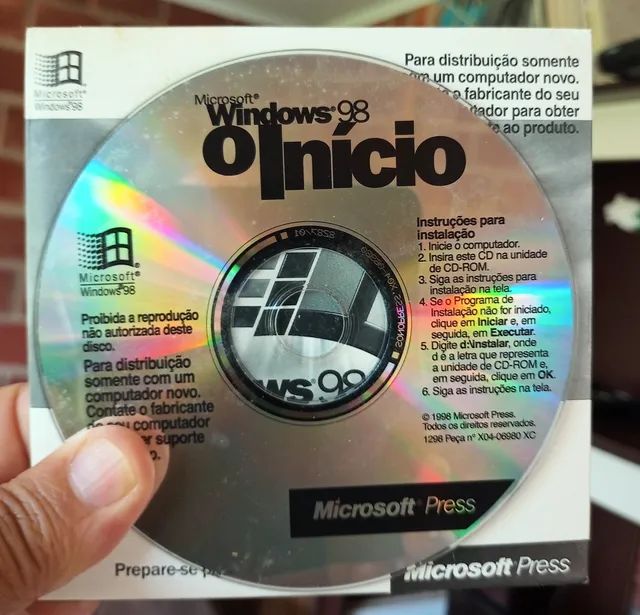 Microsoft®
Windows 98
Para distribuição somente
um computador novo.
o fabricante do seu
para obter
ao produto.
Microsoft®
Windows®98
o Início
Microsoft®
Windows 98
Proibida a reprodução
não autorizada deste
disco.
Para distribuição
somente com um
computador novo.
Contate o fabricante
do seu computador
suporte
Instruções para
instalação
1. Inicie o computador.
2. Insira este CD na unidade
de CD-ROM.
3. Siga as instruções para
instalação na tela.
4. Se o Programa de
Instalação não for iniciado,
clique em Iniciar e, em
seguida, em Executar.
5. Digite d:\instalar, onde
d é a letra que representa
a unidade de CD-ROM e,
em seguida, clique em OK.
6. Siga as instruções na tela.
© 1998 Microsoft Press.
Todos os direitos reservados.
1298 Peça nº X04-06980 XC
98
Microsoft® Press
Prepare-se
Microsoft Press